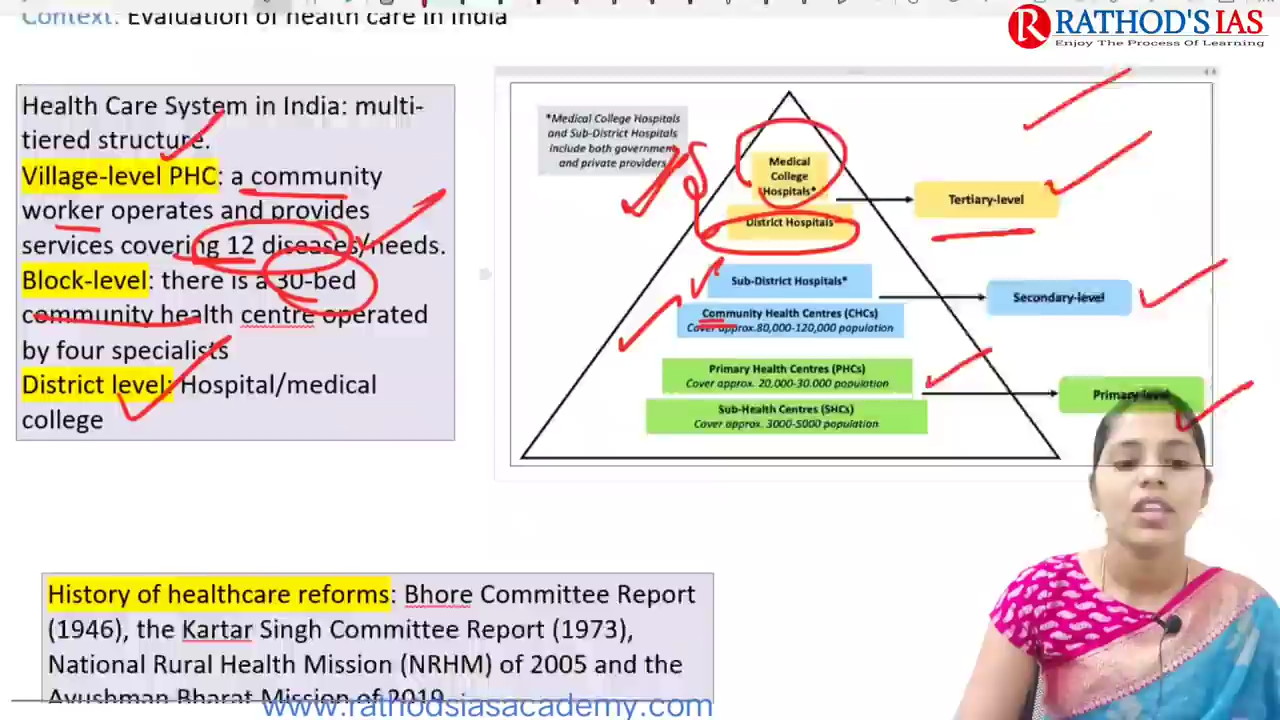 Context: Evaluation of health care in India
RATHOD'S IAS
Enjoy The Process Of Learning
Health Care System in India: multi-
tiered structure.
Village-level PHC: a community
worker operates and provides
services covering 12 diseases/needs.
Block-level: there is a 30-bed
community health centre operated
by four specialists
District level: Hospital/medical
college
*Medical College Hospitals
and Sub-District Hospitals
include both government
and private providers
Medical
College
Hospitals*
District Hospitals
Tertiary-level
Sub-District Hospitals*
Community Health Centres (CHCs)
Cover approx.80,000-120,000 population
Secondary-level
Primary Health Centres (PHCs)
Cover approx. 20,000-30.000 population
Sub-Health Centres (SHCs)
Cover approx. 3000-5000 population
Primary-level
History of healthcare reforms: Bhore Committee Report
(1946), the Kartar Singh Committee Report (1973),
National Rural Health Mission (NRHM) of 2005 and the
Ayushman Bharat Mission of 2019
www.rathodsiasacademy.com